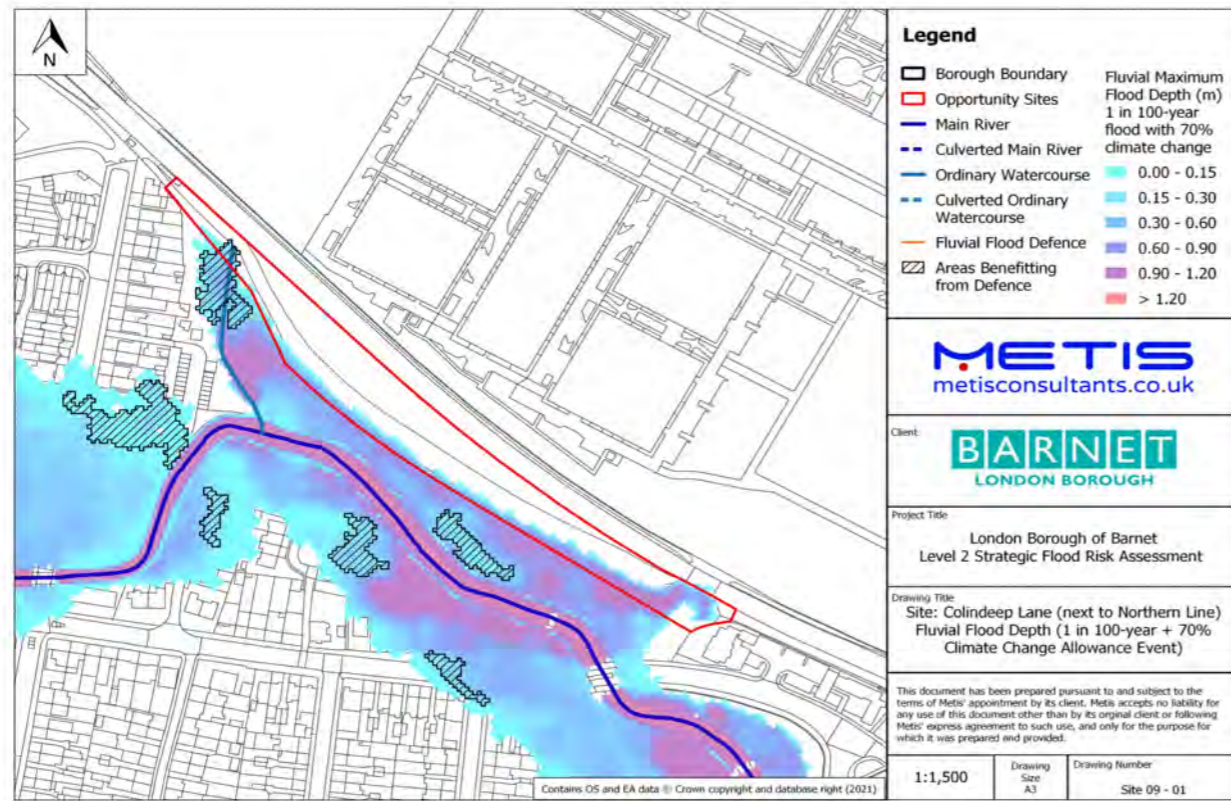 N
Legend
Borough Boundary
Opportunity Sites
Main River
Culverted Main River
Ordinary Watercourse
Culverted Ordinary
Watercourse
Fluvial Flood Defence
Areas Benefitting
from Defence
Fluvial Maximum
Flood Depth (m)
1 in 100-year
flood with 70%
climate change
0.00 - 0.15
0.15 - 0.30
0.30 - 0.60
0.60 - 0.90
0.90 - 1.20
> 1.20
METIS
metisconsultants.co.uk
Client
BARNET
LONDON BOROUGH
Project Title
London Borough of Barnet
Level 2 Strategic Flood Risk Assessment
Drawing Title
Site: Colindeep Lane (next to Northern Line)
Fluvial Flood Depth (1 in 100-year + 70%
Climate Change Allowance Event)
This document has been prepared pursuant to and subject to the
terms of Metis' appointment by its client. Metis accepts no liability for
any use of this document other than by its orginal client or following
Metis' express agreement to such use, and only for the purpose for
which it was prepared and provided.
1:1,500
Drawing
Size
A3
Drawing Number
Site 09 - 01
Contains OS and EA data © Crown copyright and database right (2021)